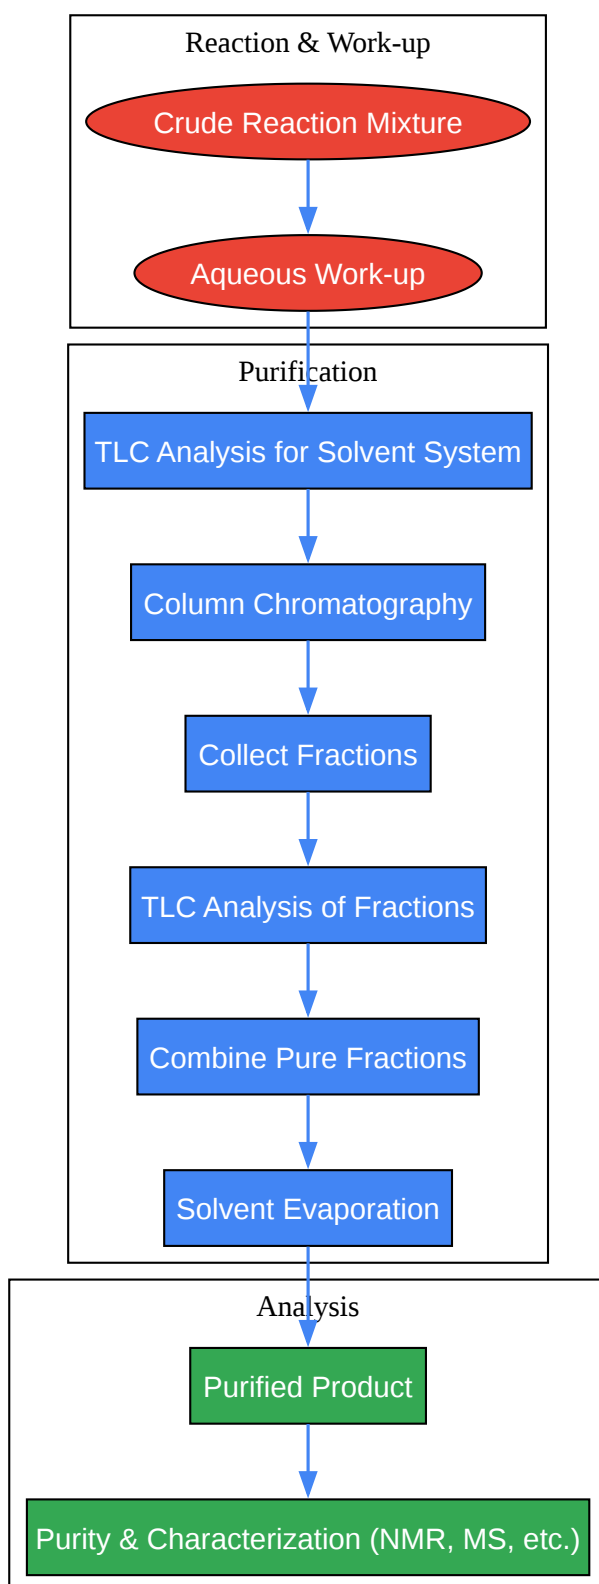 Reaction & Work-up
Crude Reaction Mixture
Aqueous Work-up
Purification
TLC Analysis for Solvent System
Column Chromatography
Collect Fractions
TLC Analysis of Fractions
Combine Pure Fractions
Solvent Evaporation
Analysis
Purified Product
Purity & Characterization (NMR, MS, etc.)